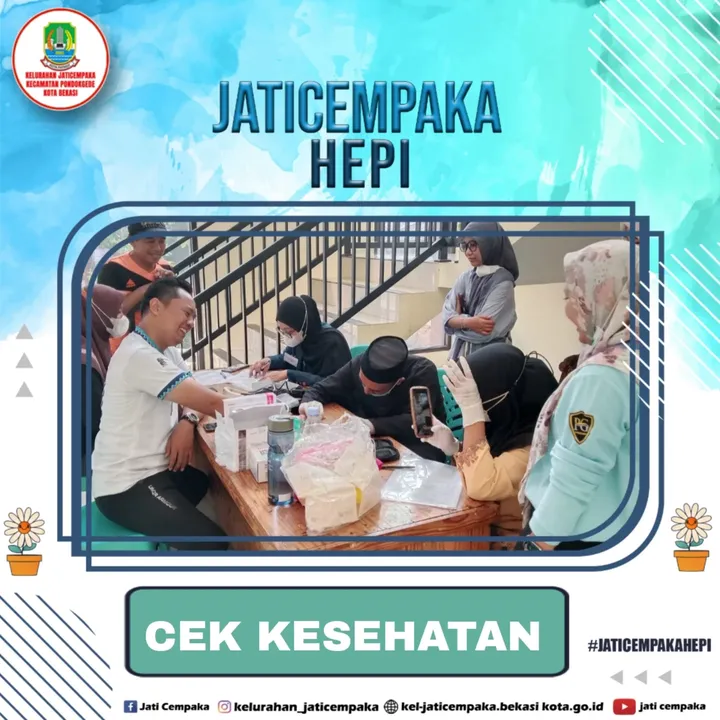 KELURAHAN JATICEMPAKA
KECAMATAN PONDOKGEDE
KOTA BEKASI
JATICEMPAKA
HEPI
CEK KESEHATAN
#JATICEMPAKAHEPI
Jati Cempaka
kelurahan_jaticempaka
kel-jaticempaka.bekasi kota.go.id
jati cempaka